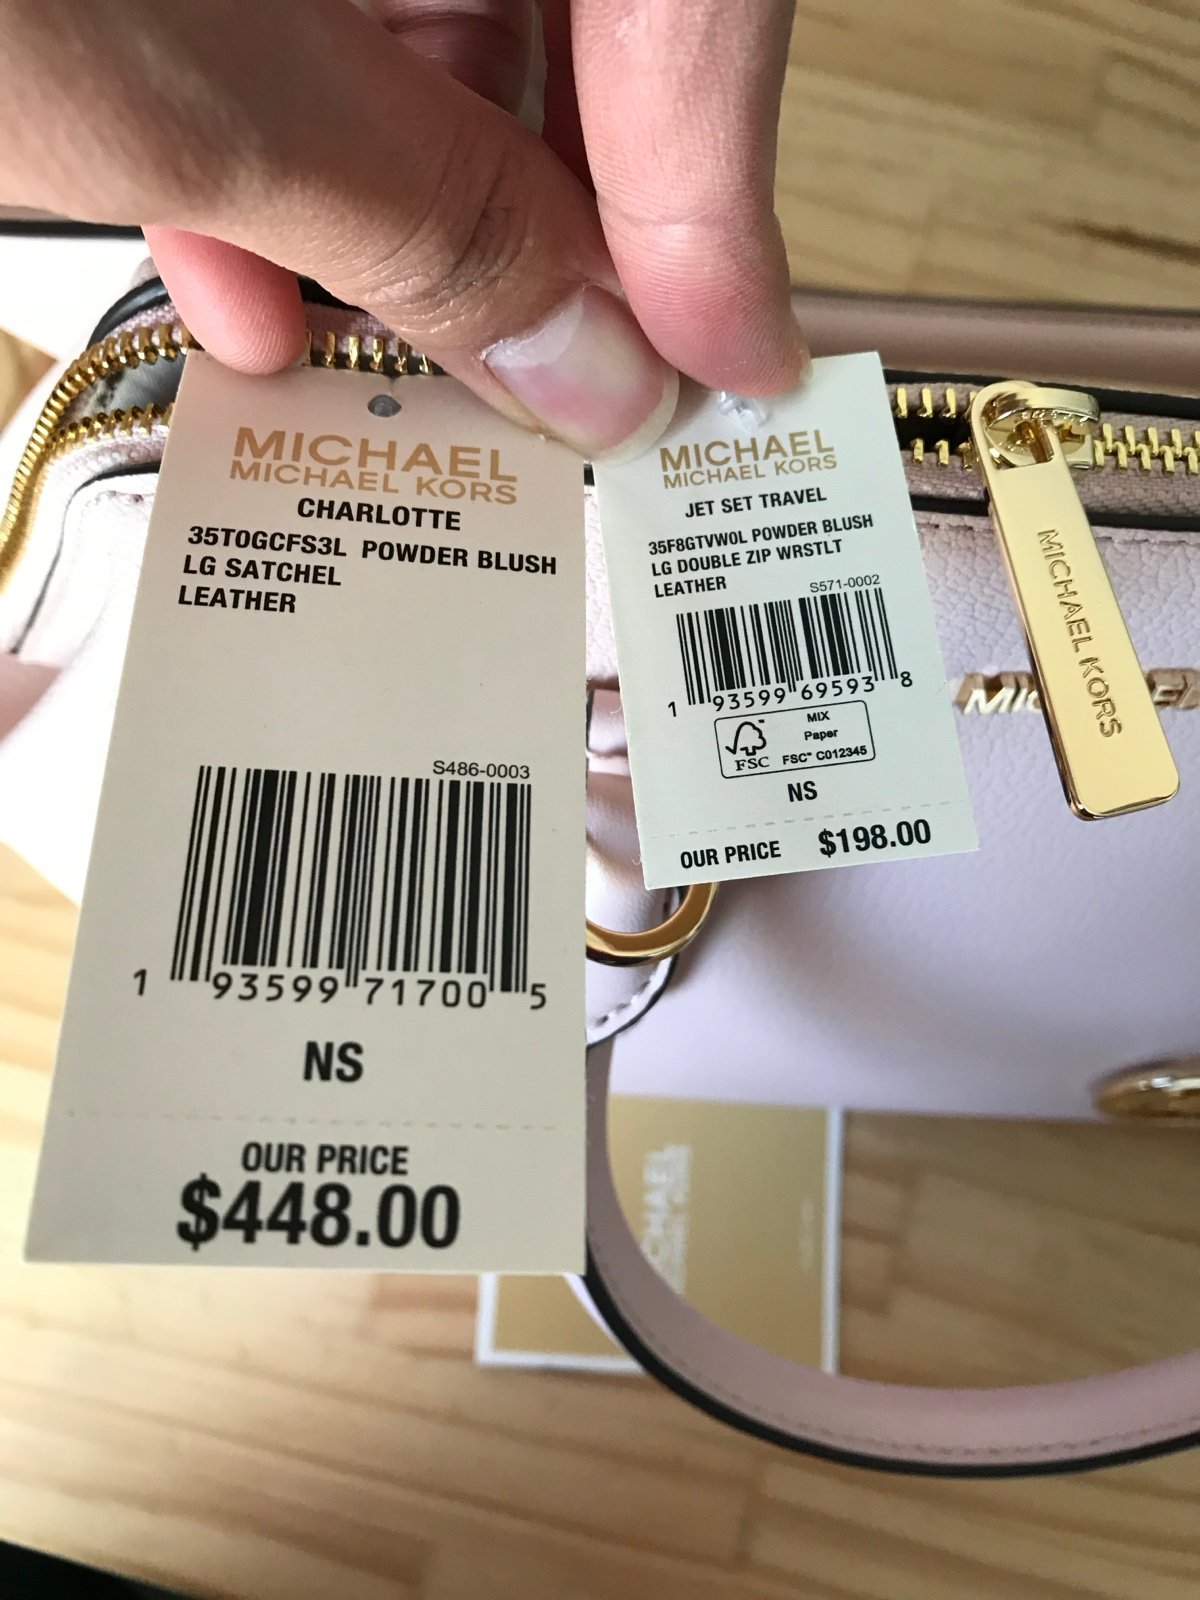 MICHAEL
MICHAEL KORS
CHARLOTTE
35T0GCFS3L POWDER BLUSH
LG SATCHEL
LEATHER
S486-0003
1 93599 71700 5
NS
OUR PRICE
$448.00
MICHAEL
MICHAEL KORS
JET SET TRAVEL
35F8GTVW0L POWDER BLUSH
LG DOUBLE ZIP WRSTLT
LEATHER
S571-0002
1 93599 69593 8
FSC™
MIX
Paper
FSC™ C012345
NS
OUR PRICE $198.00
MICHAEL KORS